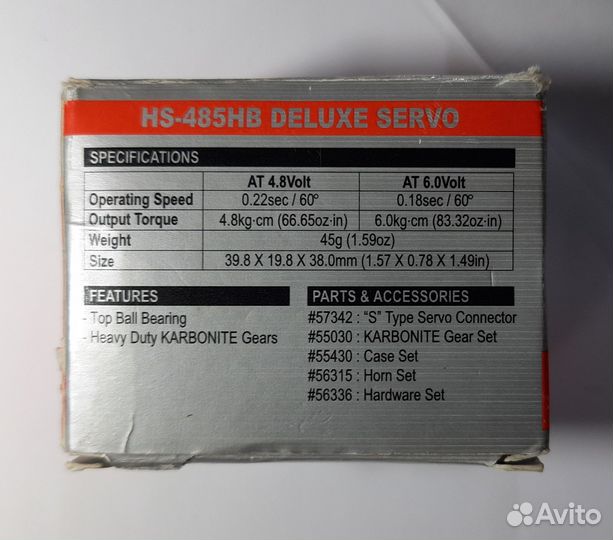 HS-485HB DELUXE SERVO
SPECIFICATIONS
AT 4.8Volt AT 6.0Volt
Operating Speed 0.22sec / 60º 0.18sec / 60º
Output Torque 4.8kg·cm (66.65oz·in) 6.0kg·cm (83.32oz·in)
Weight 45g (1.59oz)
Size 39.8 X 19.8 X 38.0mm (1.57 X 0.78 X 1.49in)
FEATURES
- Top Ball Bearing
- Heavy Duty KARBONITE Gears
PARTS & ACCESSORIES
#57342 : “S” Type Servo Connector
#55030 : KARBONITE Gear Set
#55430 : Case Set
#56315 : Horn Set
#56336 : Hardware Set
Avito